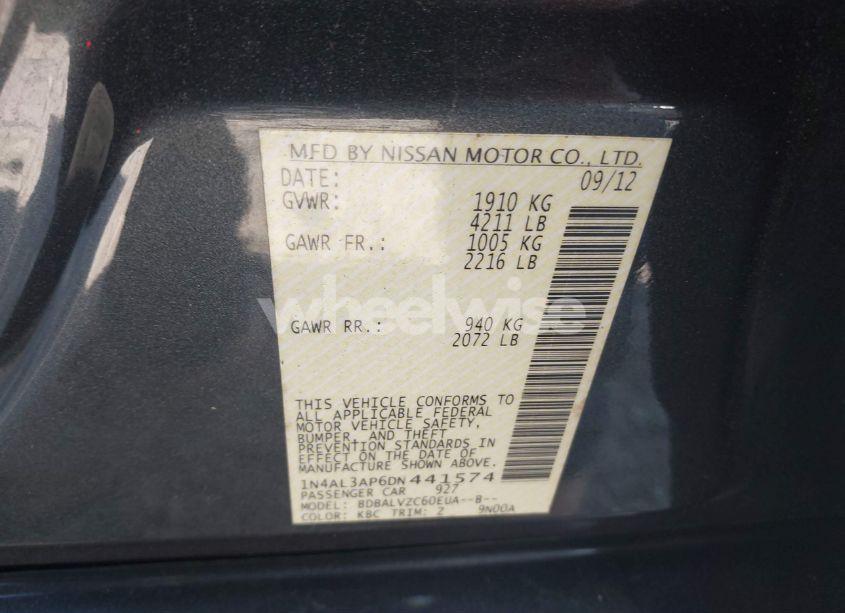 MFD BY NISSAN MOTOR CO., LTD.
DATE: 09/12
GVWR: 1910 KG
4211 LB
GAWR FR.: 1005 KG
2216 LB
wheelwise
GAWR RR.: 940 KG
2072 LB
THIS VEHICLE CONFORMS TO
ALL APPLICABLE FEDERAL
MOTOR VEHICLE SAFETY,
BUMPER, AND THEFT
PREVENTION STANDARDS IN
EFFECT ON THE DATE OF
MANUFACTURE SHOWN ABOVE.
1N4AL3AP6DN441574
PASSENGER CAR 927
MODEL: BDBALVZC60EUA--B--
COLOR: KBC TRIM: Z 9N00A